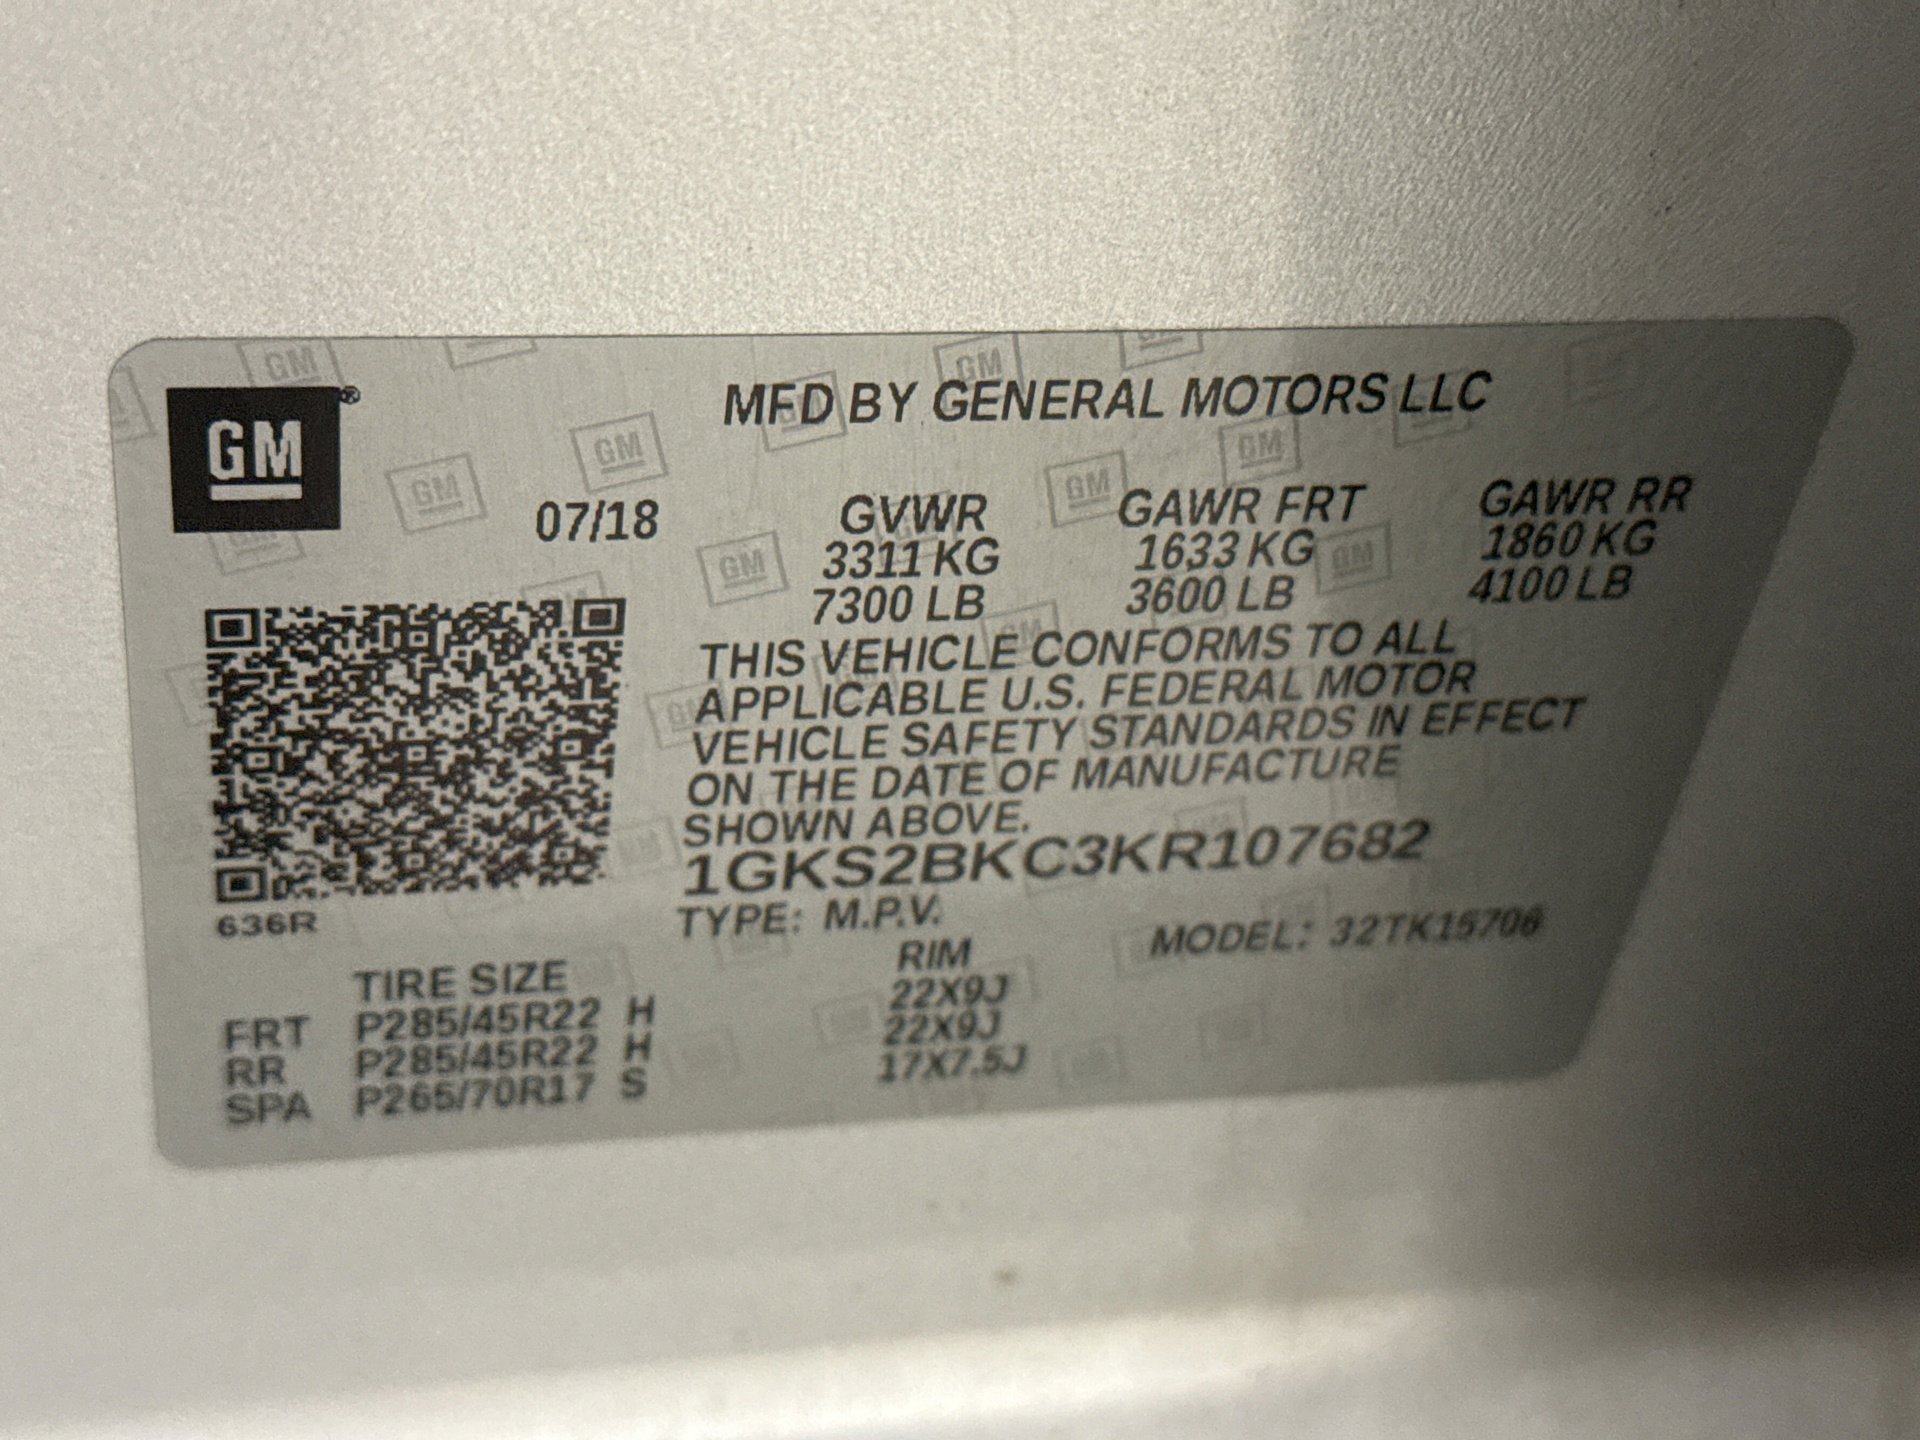 GM®
MFD BY GENERAL MOTORS LLC
07/18
GVWR GAWR FRT GAWR RR
3311 KG 1633 KG 1860 KG
7300 LB 3600 LB 4100 LB
THIS VEHICLE CONFORMS TO ALL
APPLICABLE U.S. FEDERAL MOTOR
VEHICLE SAFETY STANDARDS IN EFFECT
ON THE DATE OF MANUFACTURE
SHOWN ABOVE.
1GKS2BKC3KR107682
636R
TYPE: M.P.V. MODEL: 32TK15706
TIRE SIZE RIM
FRT P285/45R22 H 22X9J
RR P285/45R22 H 22X9J
SPA P265/70R17 S 17X7.5J